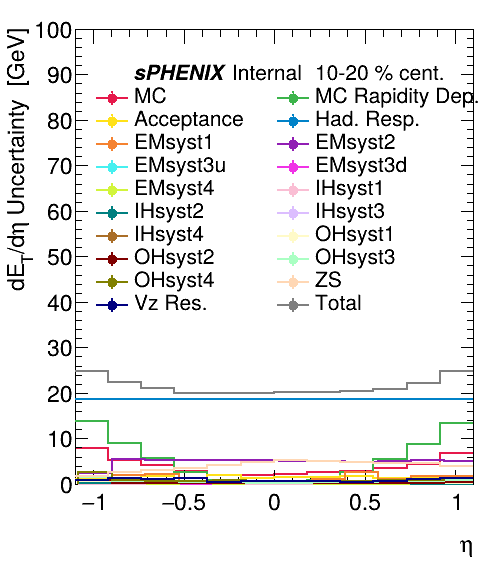 dE_T/dη Uncertainty [GeV]
100
90
80
70
60
50
40
30
20
10
0
sPHENIX Internal 10-20 % cent.
MC
MC Rapidity Dep.
Acceptance
Had. Resp.
EMsyst1
EMsyst2
EMsyst3u
EMsyst3d
EMsyst4
IHsyst1
IHsyst2
IHsyst3
IHsyst4
OHsyst1
OHsyst2
OHsyst3
OHsyst4
ZS
Vz Res.
Total
−1
−0.5
0
0.5
1
η